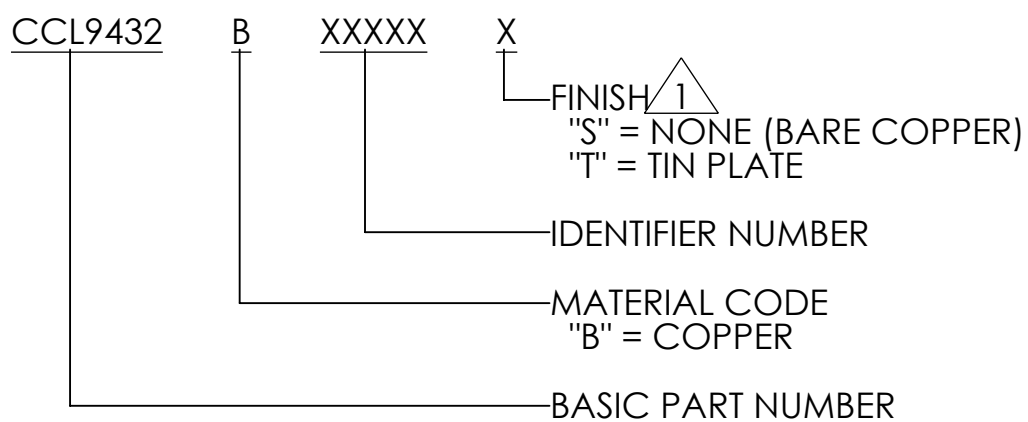 CCL9432 B XXXXX X
FINISH 1
"S" = NONE (BARE COPPER)
"T" = TIN PLATE
IDENTIFIER NUMBER
MATERIAL CODE
"B" = COPPER
BASIC PART NUMBER